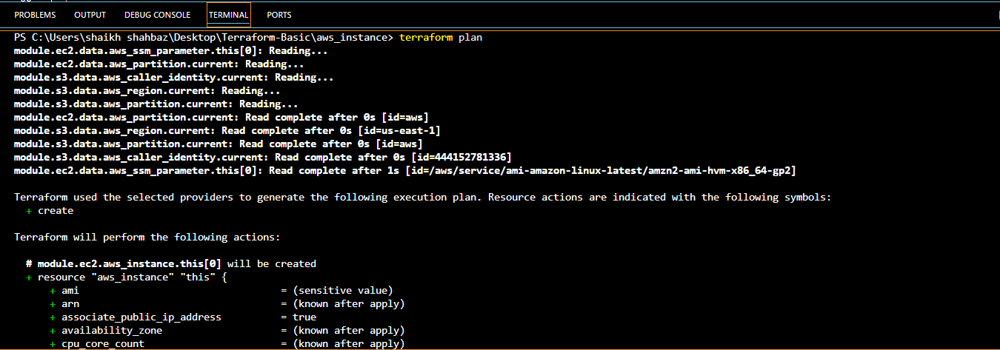 PROBLEMS OUTPUT DEBUG CONSOLE TERMINAL PORTS
PS C:\Users\shaikh shahbaz\Desktop\Terraform-Basic\aws_instance> terraform plan
module.ec2.data.aws_ssm_parameter.this[0]: Reading...
module.ec2.data.aws_partition.current: Reading...
module.s3.data.aws_caller_identity.current: Reading...
module.s3.data.aws_region.current: Reading...
module.s3.data.aws_partition.current: Reading...
module.ec2.data.aws_partition.current: Read complete after 0s [id=aws]
module.s3.data.aws_region.current: Read complete after 0s [id=us-east-1]
module.s3.data.aws_partition.current: Read complete after 0s [id=aws]
module.s3.data.aws_caller_identity.current: Read complete after 0s [id=444152781336]
module.ec2.data.aws_ssm_parameter.this[0]: Read complete after 1s [id=/aws/service/ami-amazon-linux-latest/amzn2-ami-hvm-x86_64-gp2]
Terraform used the selected providers to generate the following execution plan. Resource actions are indicated with the following symbols:
+ create
Terraform will perform the following actions:
# module.ec2.aws_instance.this[0] will be created
+ resource "aws_instance" "this" {
+ ami = (sensitive value)
+ arn = (known after apply)
+ associate_public_ip_address = true
+ availability_zone = (known after apply)
+ cpu_core_count = (known after apply)